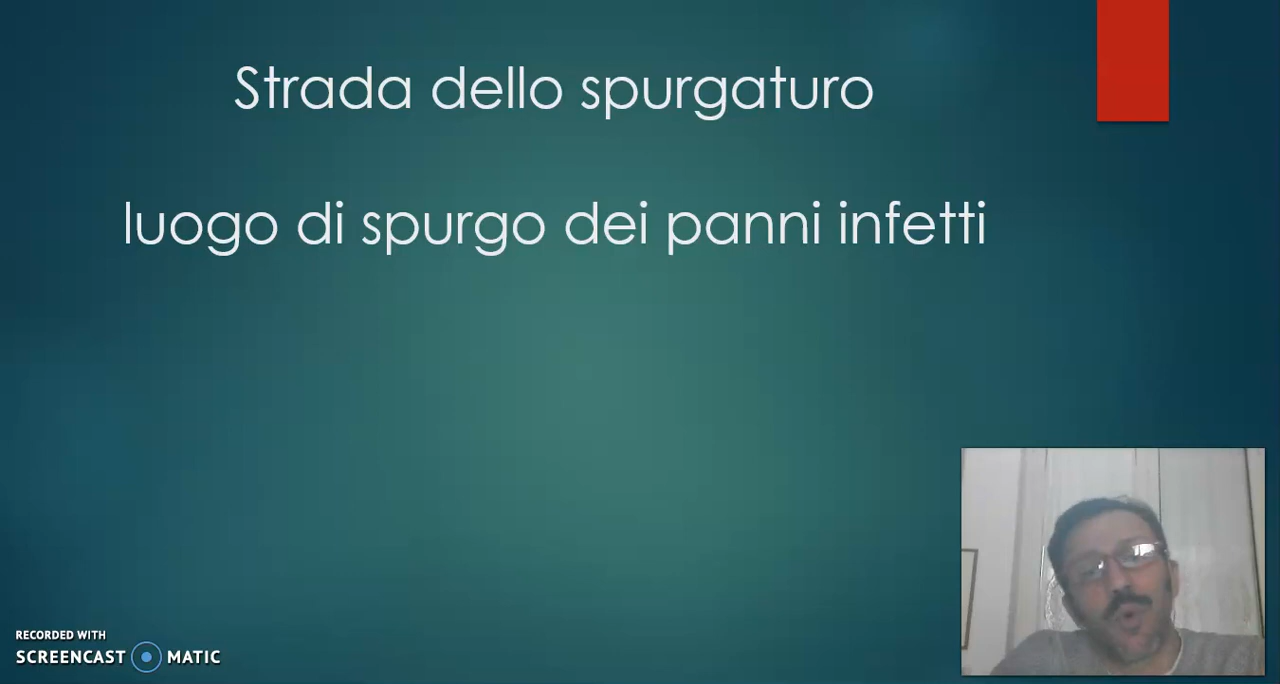 Strada dello spurgaturo
luogo di spurgo dei panni infetti
RECORDED WITH
SCREENCAST MATIC